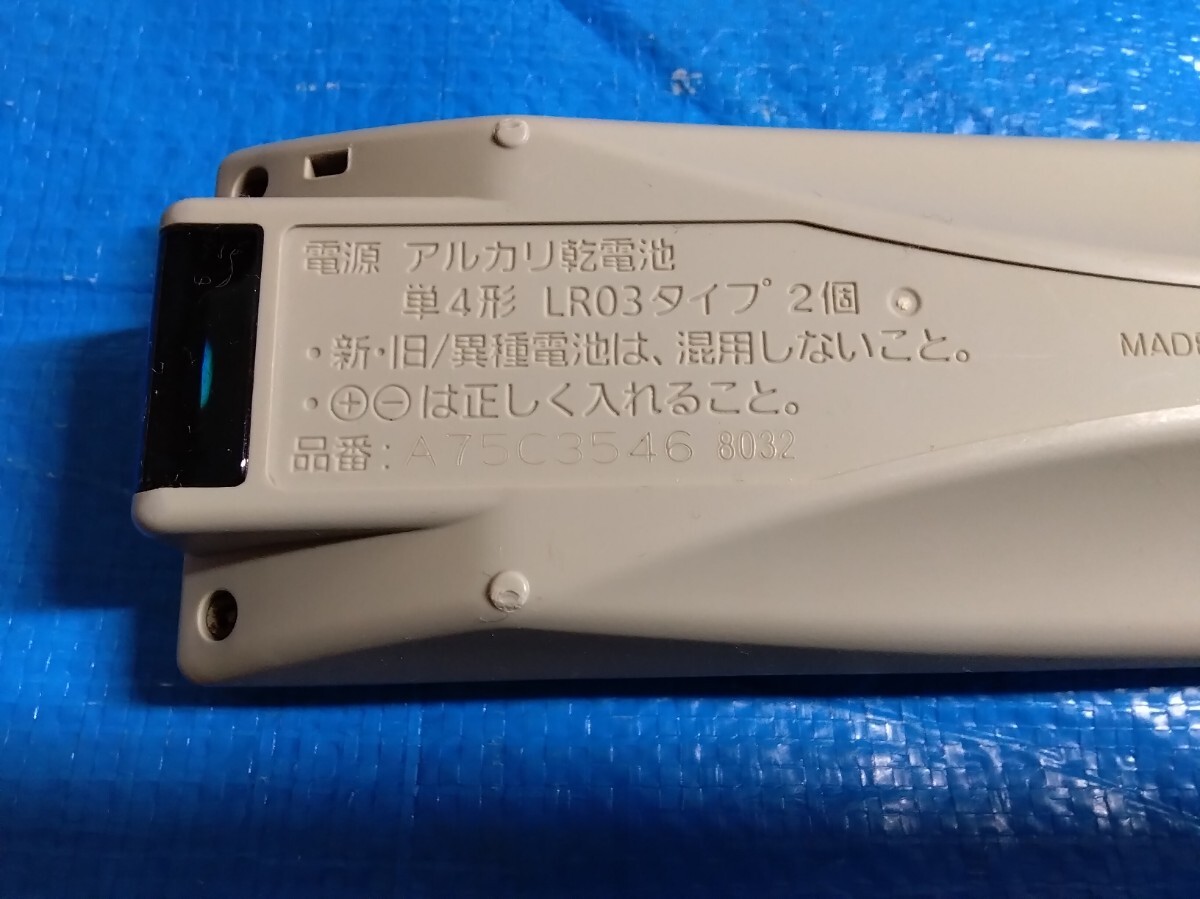 電源 アルカリ乾電池
単4形 LR03タイプ 2個
・新・旧/異種電池は、混用しないこと。
・⊕⊖は正しく入れること。
品番: A75C3546 8032
MADE